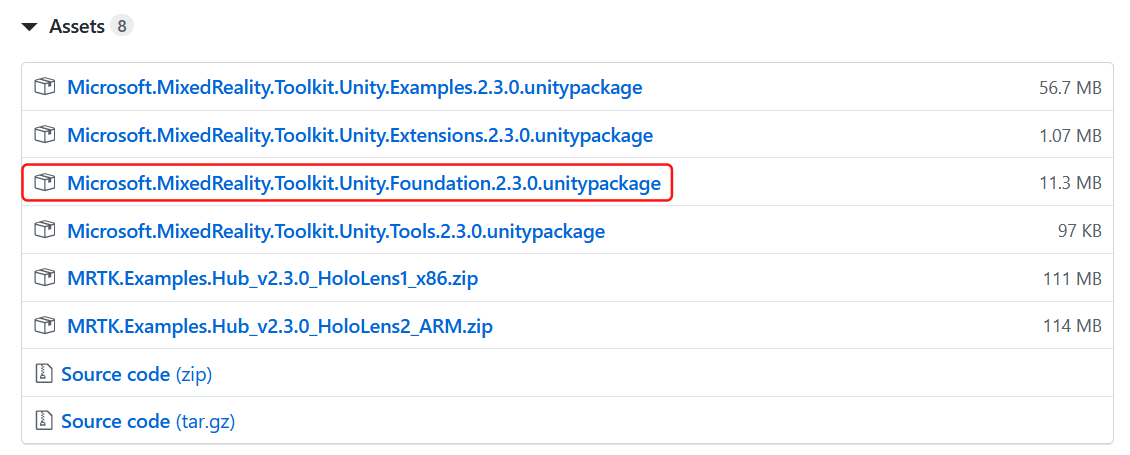 Assets 8
Microsoft.MixedReality.Toolkit.Unity.Examples.2.3.0.unitypackage 56.7 MB
Microsoft.MixedReality.Toolkit.Unity.Extensions.2.3.0.unitypackage 1.07 MB
Microsoft.MixedReality.Toolkit.Unity.Foundation.2.3.0.unitypackage 11.3 MB
Microsoft.MixedReality.Toolkit.Unity.Tools.2.3.0.unitypackage 97 KB
MRTK.Examples.Hub_v2.3.0_HoloLens1_x86.zip 111 MB
MRTK.Examples.Hub_v2.3.0_HoloLens2_ARM.zip 114 MB
Source code (zip)
Source code (tar.gz)